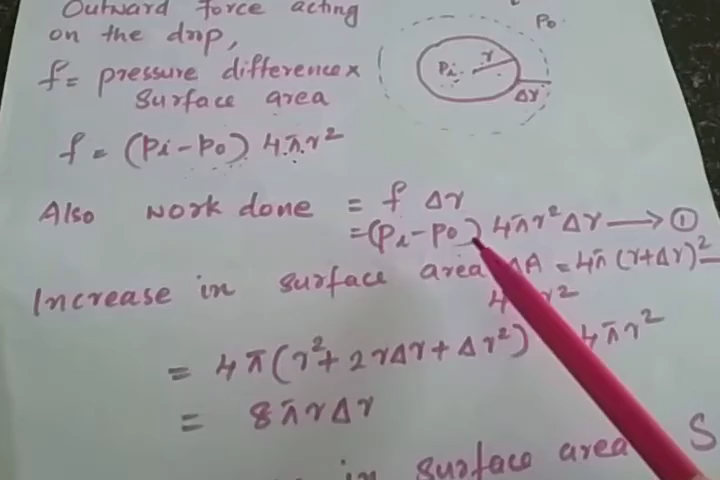 Outward force acting
on the drop,
f = pressure difference ×
surface area
f = (Pi - Po) 4πr²
Po
Pi r
Δr
Also work done = f Δr
= (Pi - Po) 4πr² Δr ⟶ ①
Increase in surface area ΔA = 4π (r+Δr)² –
= 4π(r² + 2rΔr + Δr²) 4πr²
= 8πrΔr
in surface area S